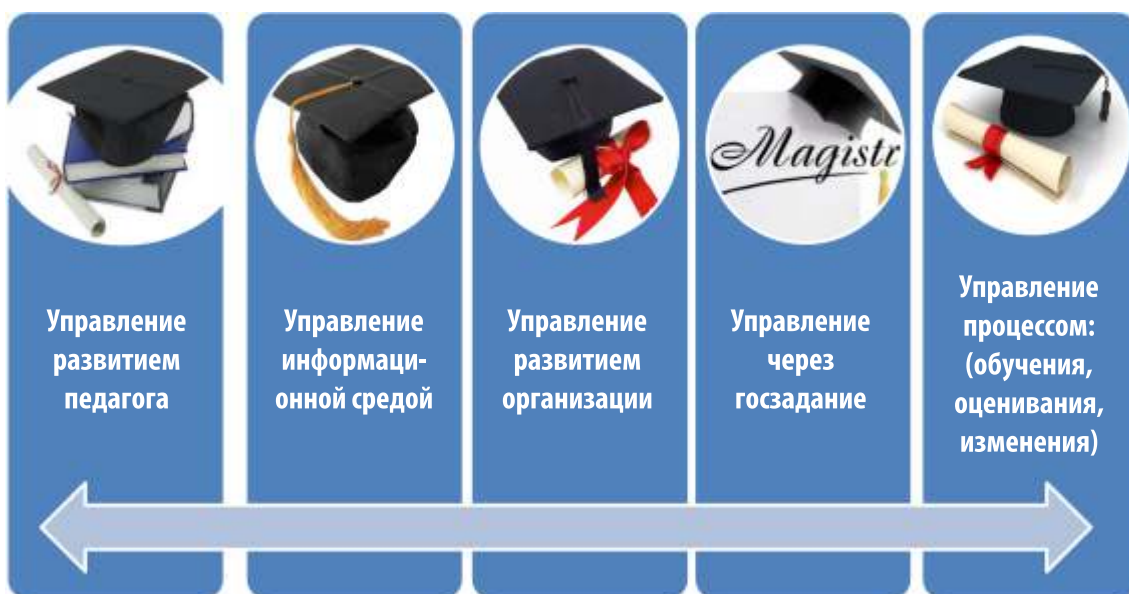 Magistr
Управление
развитием
педагога
Управление
информаци-
онной средой
Управление
развитием
организации
Управление
через
госзадание
Управление
процессом:
(обучения,
оценивания,
изменения)